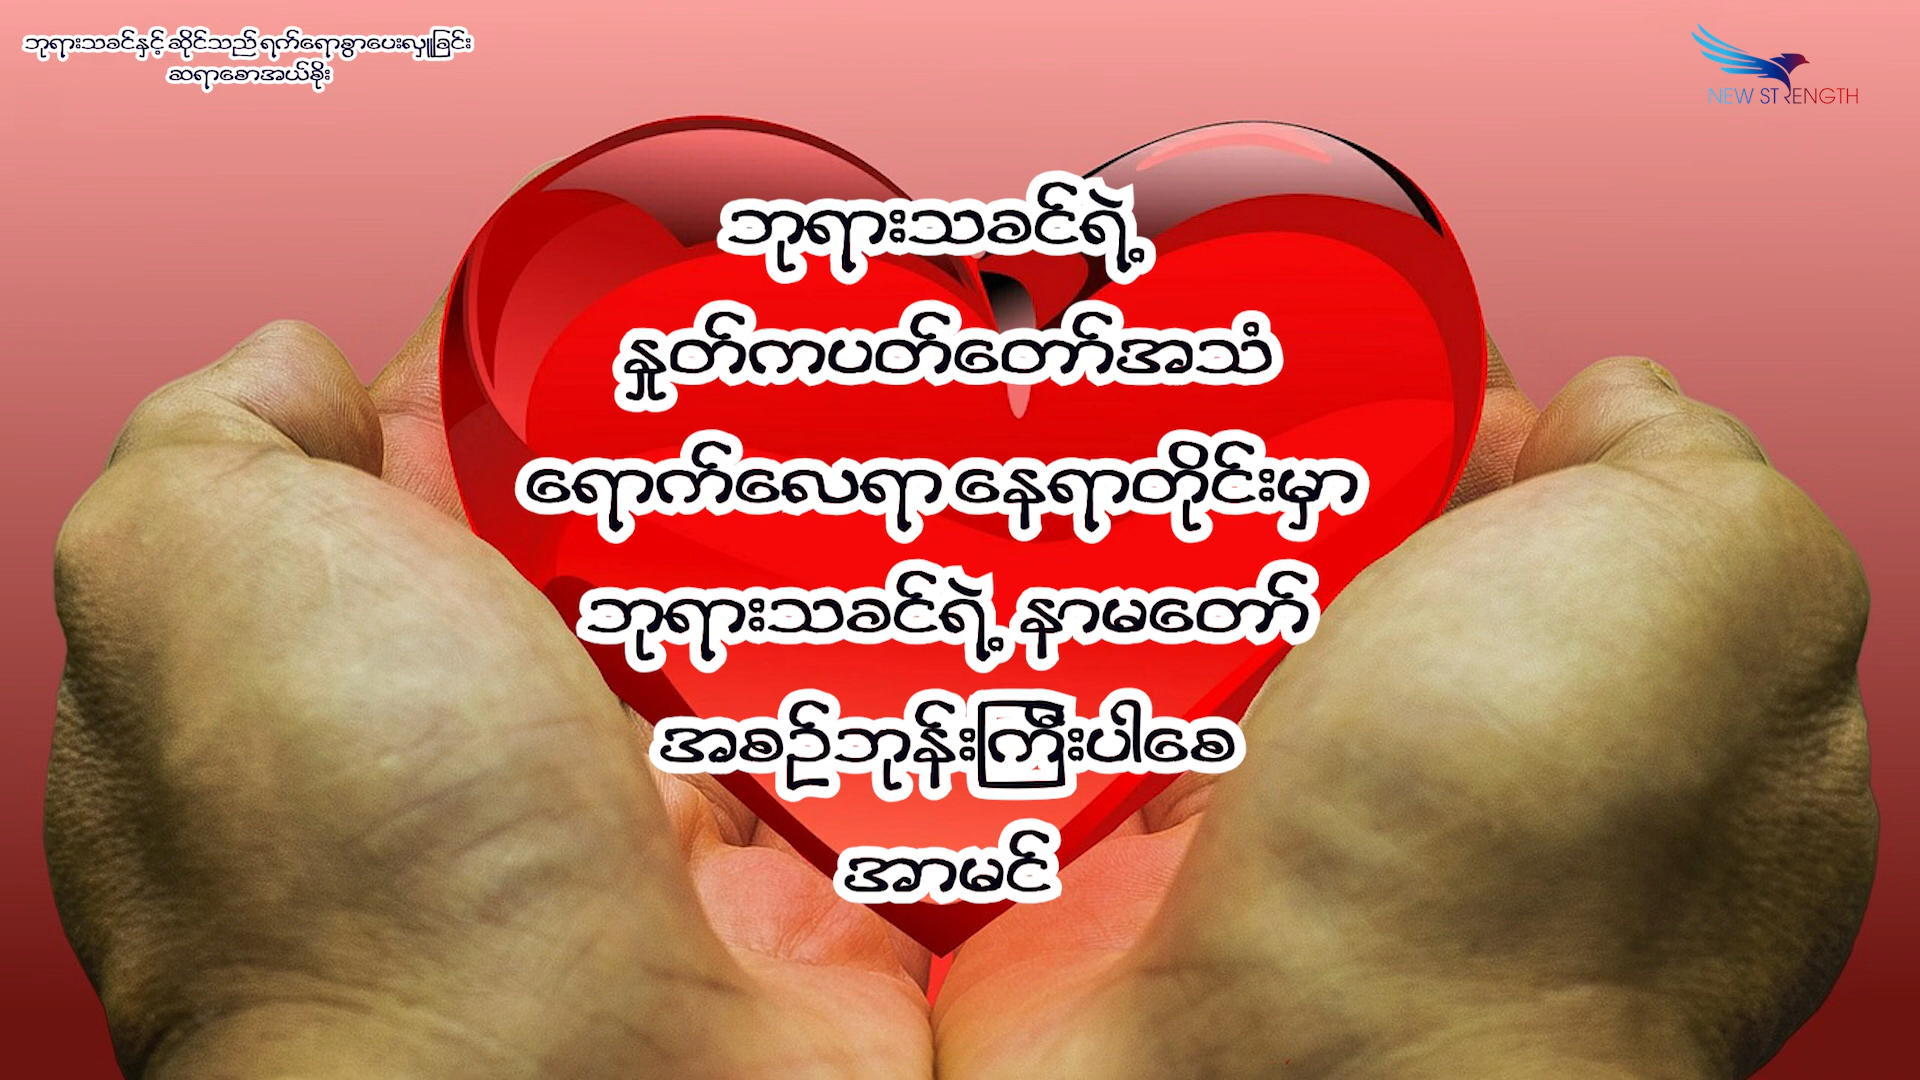 ဘုရားသခင်နှင့် ဆိုင်သည် ရက်ရောစွာပေးလှူခြင်း
ဆရာစောအယ်စိုး
NEW STRENGTH
ဘုရားသခင်ရဲ့
နှုတ်ကပတ်တော်အသံ
ရောက်လေရာ နေရာတိုင်းမှာ
ဘုရားသခင်ရဲ့ နာမတော်
အစဉ်ဘုန်းကြီးပါစေ
အာမင်